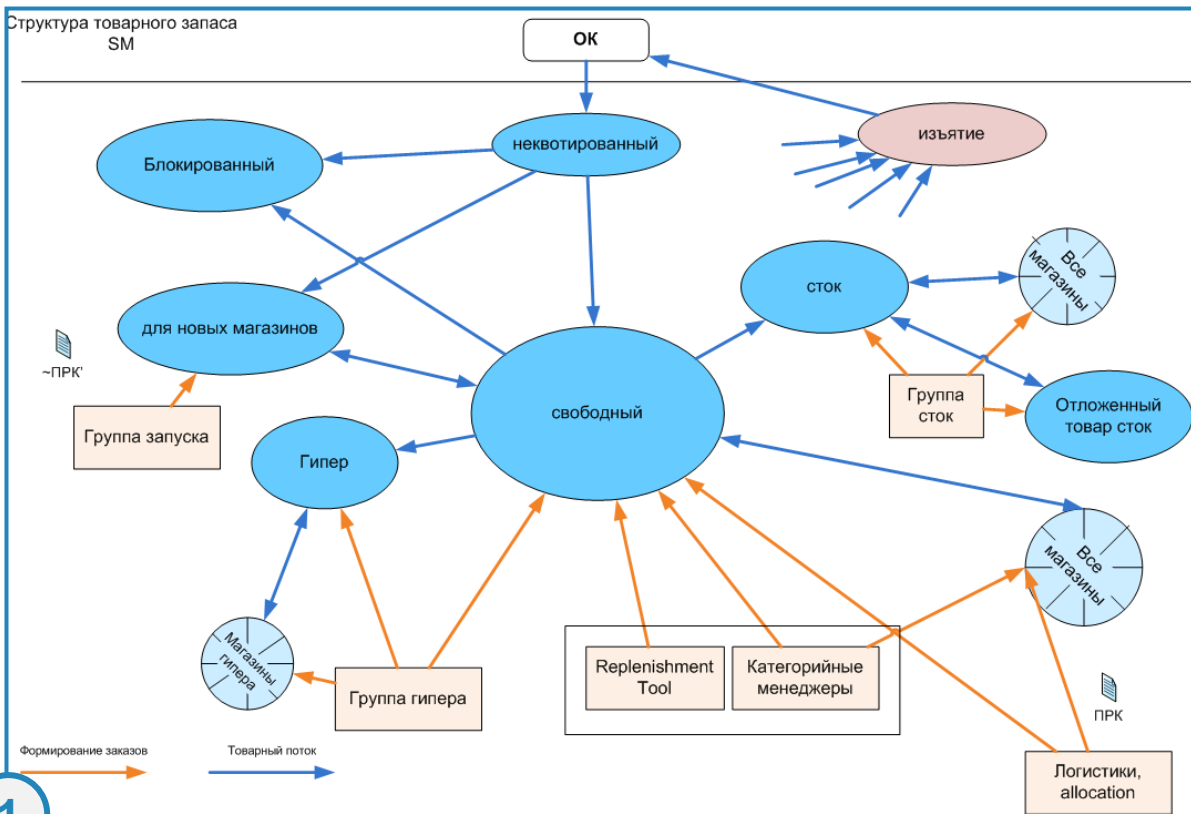 Структура товарного запаса
SM
ОК
неквотированный
изъятие
Блокированный
Все
магазины
сток
для новых магазинов
~ПРК'
Группа
сток
Отложенный
товар сток
свободный
Группа запуска
Гипер
Все
магазины
Магазины
гипера
Replenishment
Tool
Категорийные
менеджеры
Группа гипера
ПРК
Формирование заказов
Товарный поток
Логистики,
allocation
1